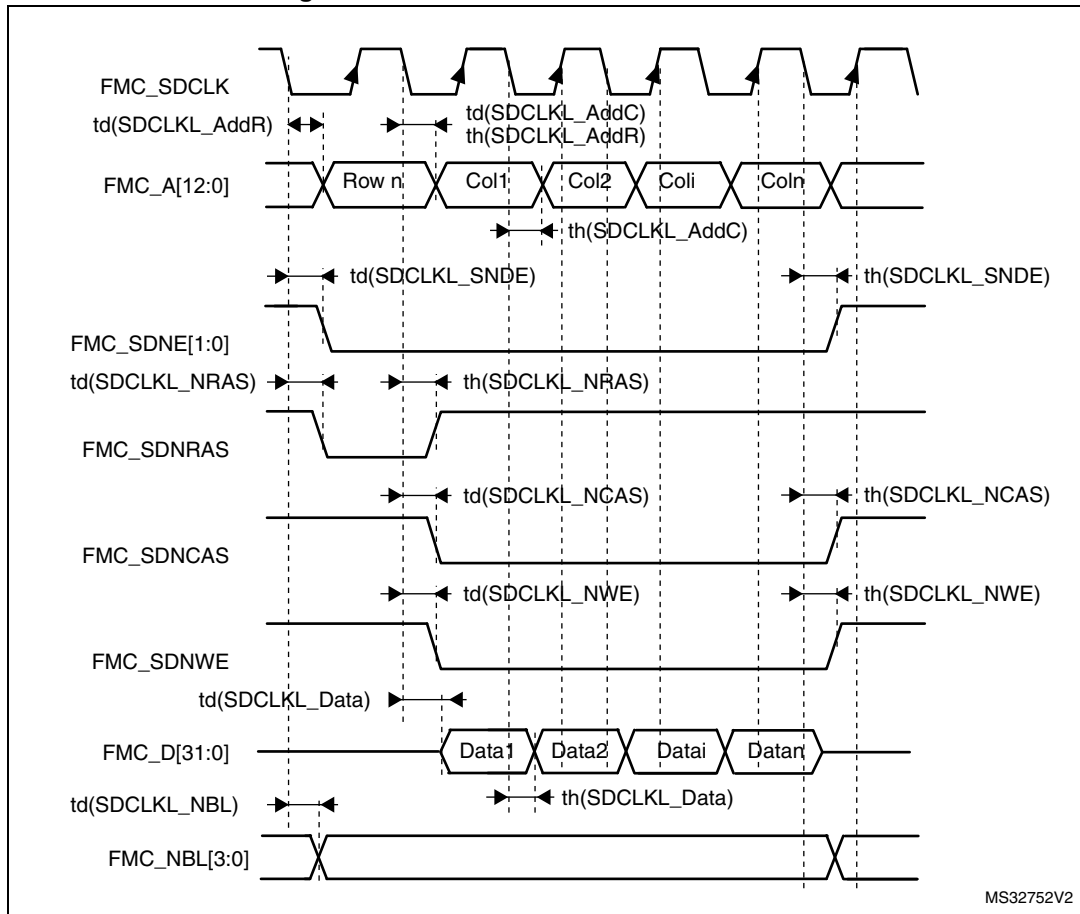 FMC_SDCLK
td(SDCLKL_AddR)
td(SDCLKL_AddC)
th(SDCLKL_AddR)
FMC_A[12:0]
Row n
Col1
Col2
Coli
Coln
th(SDCLKL_AddC)
td(SDCLKL_SNDE)
th(SDCLKL_SNDE)
FMC_SDNE[1:0]
td(SDCLKL_NRAS)
th(SDCLKL_NRAS)
FMC_SDNRAS
td(SDCLKL_NCAS)
th(SDCLKL_NCAS)
FMC_SDNCAS
td(SDCLKL_NWE)
th(SDCLKL_NWE)
FMC_SDNWE
td(SDCLKL_Data)
FMC_D[31:0]
Data1
Data2
Datai
Datan
th(SDCLKL_Data)
td(SDCLKL_NBL)
FMC_NBL[3:0]
MS32752V2